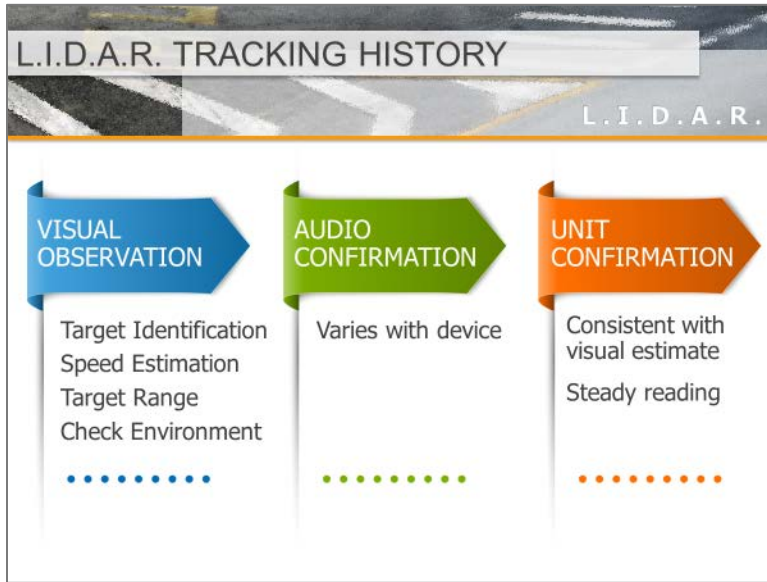 L.I.D.A.R. TRACKING HISTORY
L.I.D.A.R.
VISUAL
OBSERVATION
Target Identification
Speed Estimation
Target Range
Check Environment
AUDIO
CONFIRMATION
Varies with device
UNIT
CONFIRMATION
Consistent with
visual estimate
Steady reading